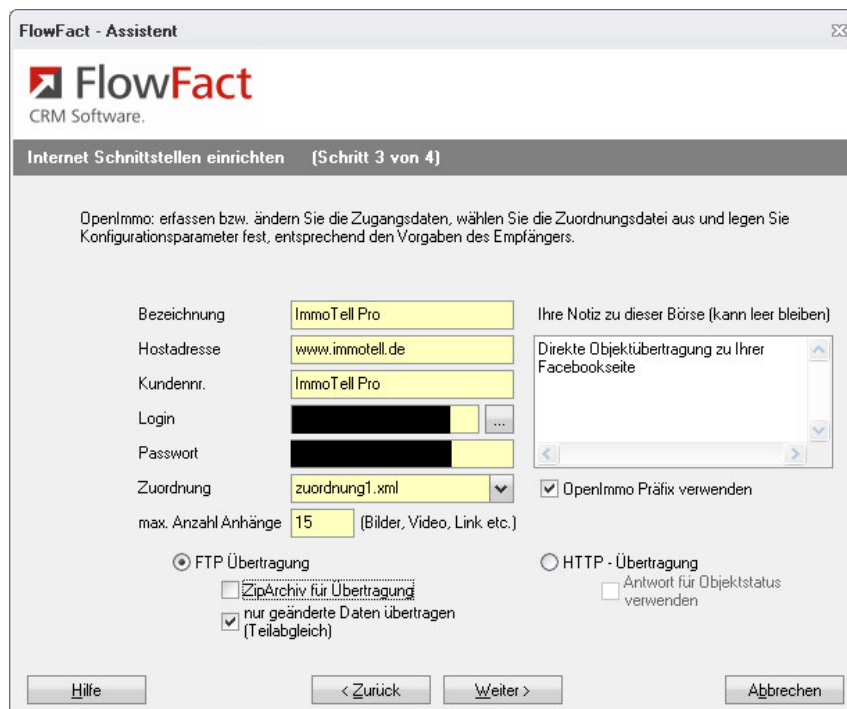 FlowFact - Assistent
FlowFact
CRM Software.
Internet Schnittstellen einrichten (Schritt 3 von 4)
OpenImmo: erfassen bzw. ändern Sie die Zugangsdaten, wählen Sie die Zuordnungsdatei aus und legen Sie
Konfigurationsparameter fest, entsprechend den Vorgaben des Empfängers.
Bezeichnung ImmoTell Pro Ihre Notiz zu dieser Börse (kann leer bleiben)
Hostadresse www.immotell.de Direkte Objektübertragung zu Ihrer
Facebookseite
Kundennr. ImmoTell Pro
Login ...
Passwort
Zuordnung zuordnung1.xml OpenImmo Präfix verwenden
max. Anzahl Anhänge 15 (Bilder, Video, Link etc.)
FTP Übertragung HTTP - Übertragung
ZipArchiv für Übertragung Antwort für Objektstatus
verwenden
nur geänderte Daten übertragen
(Teilabgleich)
Hilfe < Zurück Weiter > Abbrechen